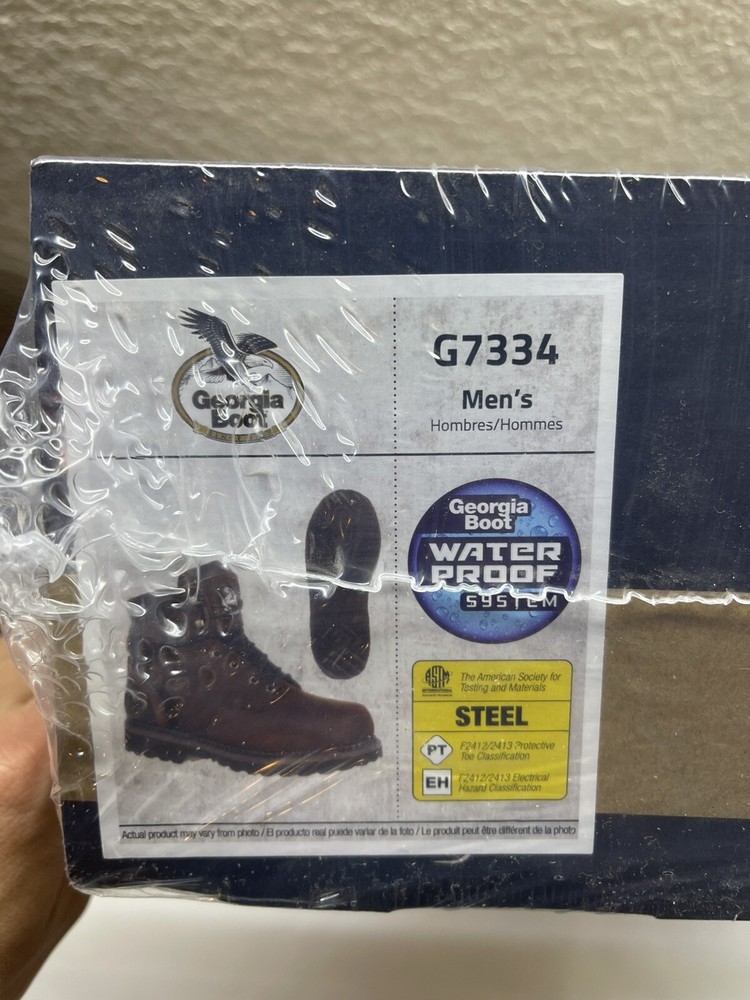 Georgia
Boot
G7334
Men's
Hombres/Hommes
Georgia
Boot
WATER
PROOF
SYSTEM
ASTM
INTERNATIONAL
The American Society for
Testing and Materials
STEEL
PT
F2412/2413 Protective
Toe Classification
EH
F2412/2413 Electrical
Hazard Classification
Actual product may vary from photo / El producto real puede variar de la foto / Le produit peut être différent de la photo